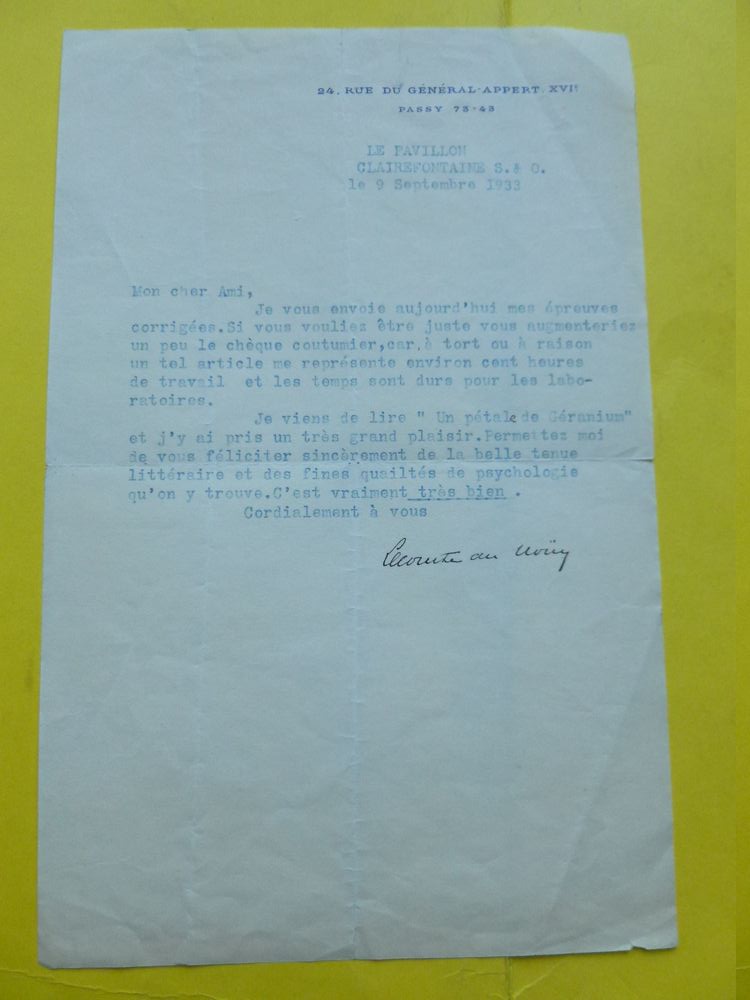 24, RUE DU GÉNÉRAL-APPERT. XVIᵉ
PASSY 73-43
LE PAVILLON
CLAIREFONTAINE S. & O.
le 9 Septembre 1933
Mon cher Ami,
Je vous envoie aujourd'hui mes épreuves
corrigées.Si vous vouliez être juste vous augmenteriez
un peu le chèque coutumier,car,à tort ou à raison
un tel article me représente environ cent heures
de travail et les temps sont durs pour les labo-
ratoires.
Je viens de lire " Un pétale de Géranium"
et j'y ai pris un très grand plaisir.Permettez moi
de vous féliciter sincèrement de la belle tenue
littéraire et des fines quailtés de psychologie
qu'on y trouve.C'est vraiment très bien .
Cordialement à vous
Lecomte du Noüy